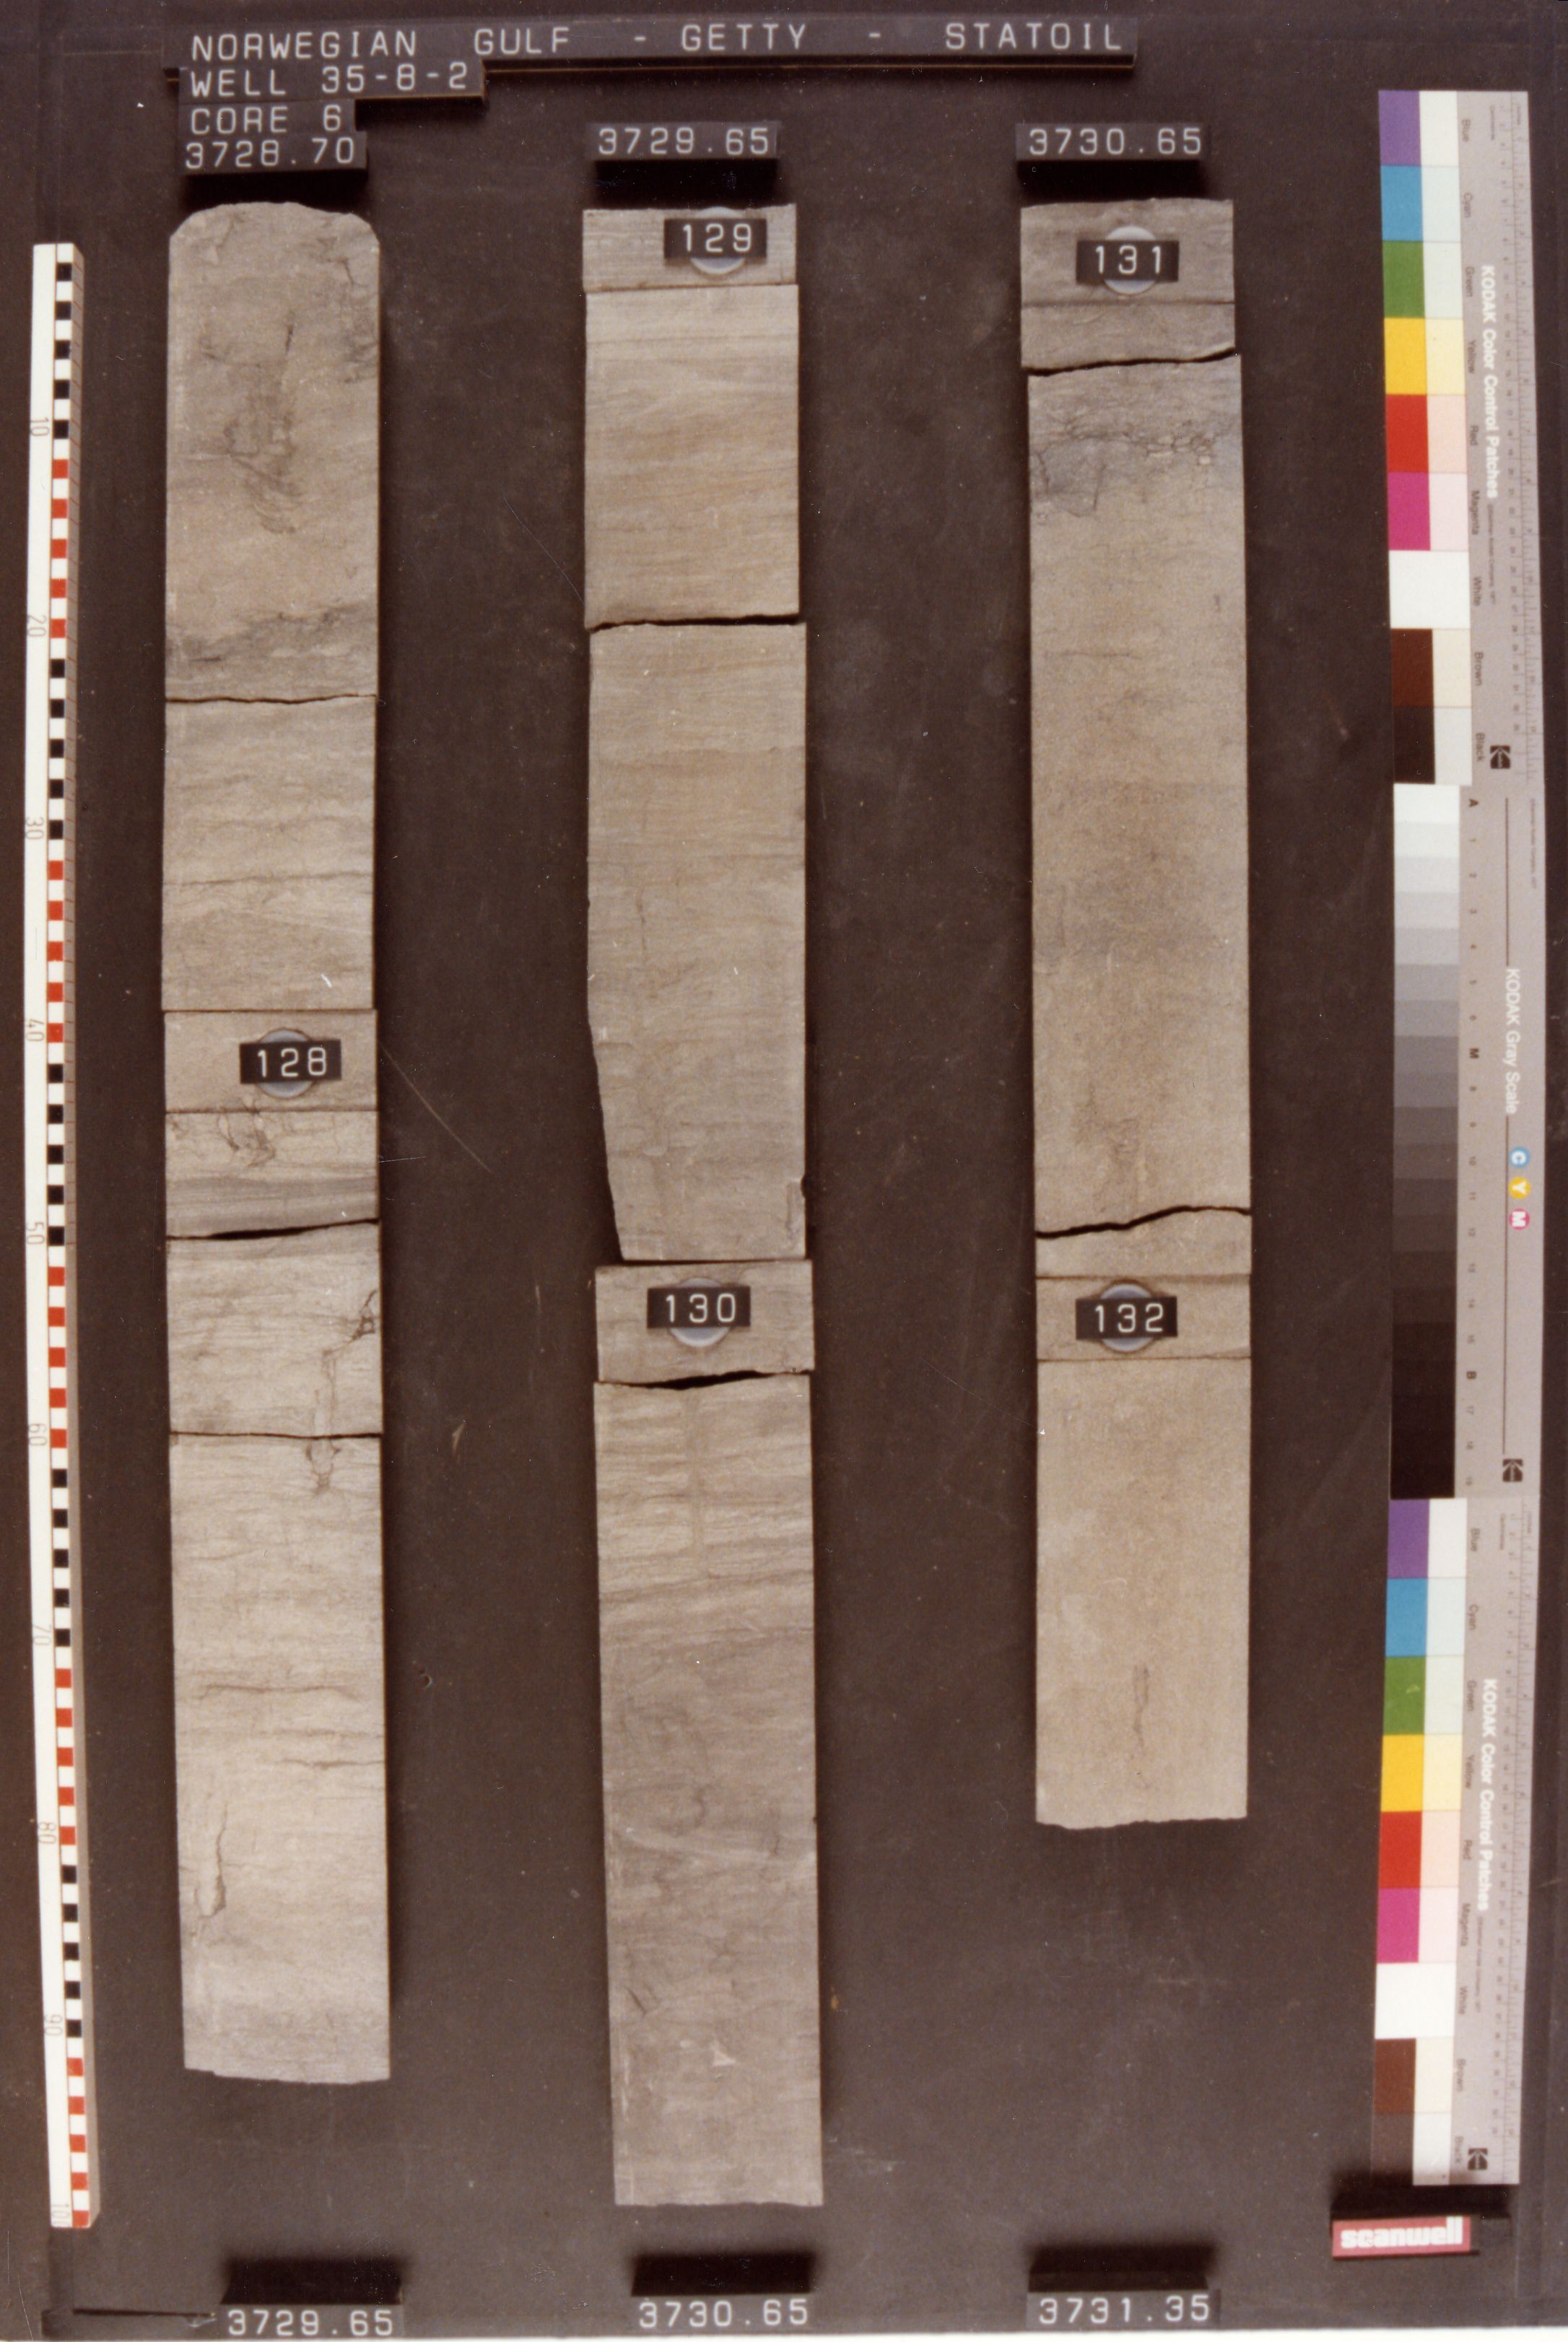 NORWEGIAN GULF - GETTY - STATOIL
WELL 35-8-2
CORE 6
3728.70
3729.65
3730.65
129
131
128
130
132
10
20
30
40
50
60
70
80
90
KODAK Color Control Patches
Blue
Cyan
Green
Yellow
Red
Magenta
White
Brown
Black
KODAK Gray Scale
C
Y
M
A
1
2
3
4
5
6
M
8
9
10
11
12
13
14
15
B
17
18
19
KODAK Color Control Patches
Blue
Cyan
Green
Yellow
Red
Magenta
White
Brown
Black
scanwell
3729.65
3730.65
3731.35